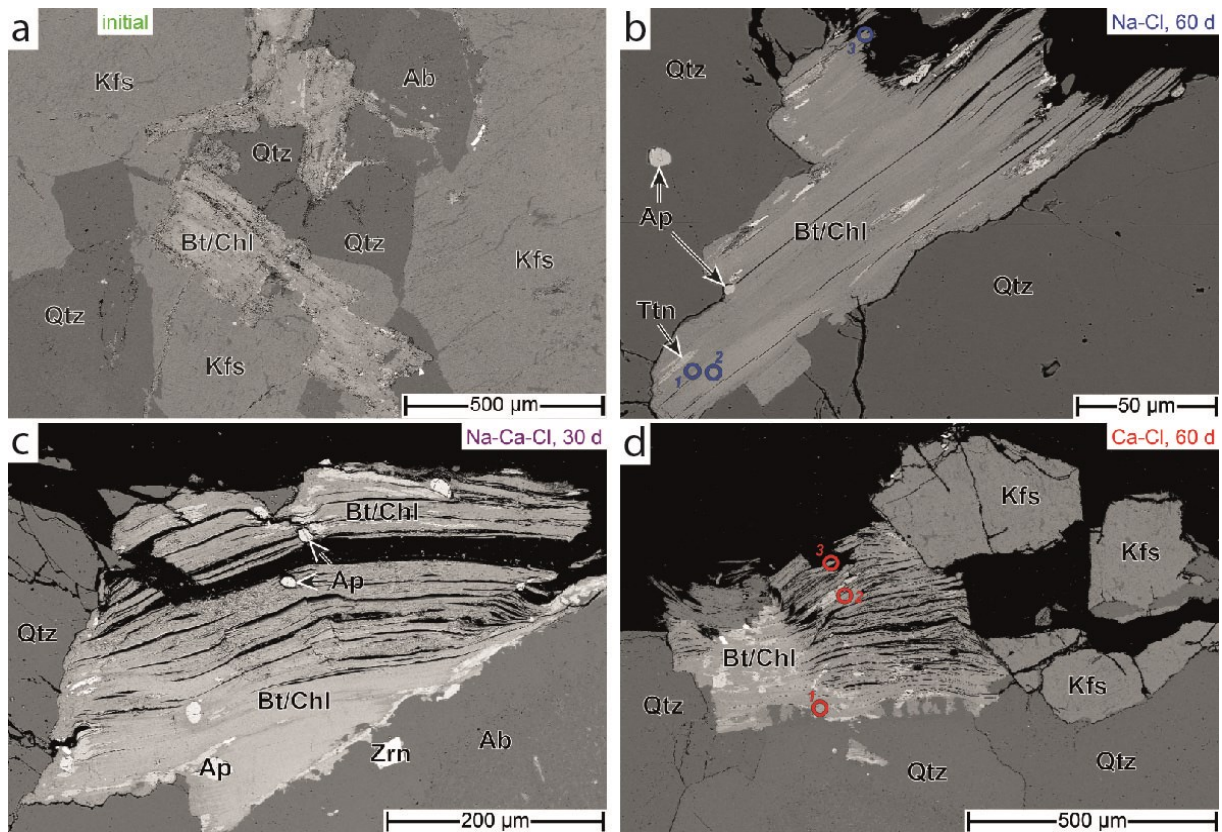 a
initial
Kfs
Ab
Qtz
Bt/Chl
Qtz
Kfs
Qtz
Kfs
500 µm
b
Na-Cl, 60 d
3
Qtz
Ap
Bt/Chl
Qtz
Ttn
2
1
50 µm
c
Na-Ca-Cl, 30 d
Bt/Chl
Ap
Qtz
Bt/Chl
Zrn
Ab
Ap
200 µm
d
Ca-Cl, 60 d
Kfs
3
Kfs
2
Bt/Chl
1
Kfs
Qtz
Qtz
Qtz
500 µm